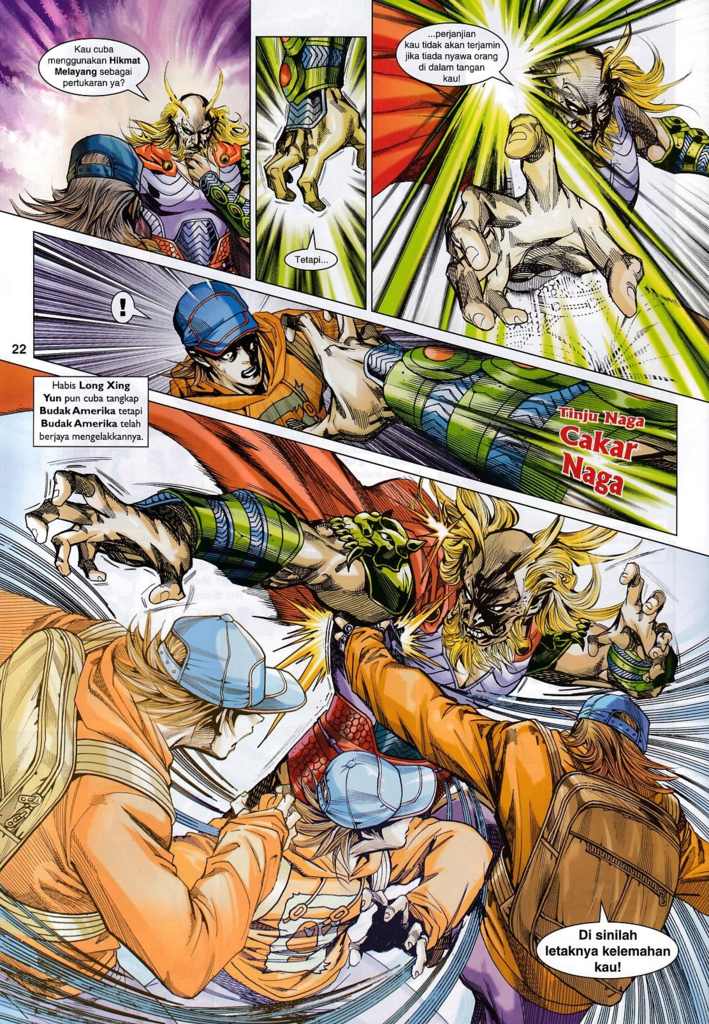 Kau cuba
menggunakan Hikmat
Melayang sebagai
pertukaran ya?
Tetapi...
...perjanjian
kau tidak akan terjamin
jika tiada nyawa orang
di dalam tangan
kau!
!
22
Habis Long Xing
Yun pun cuba tangkap
Budak Amerika tetapi
Budak Amerika telah
berjaya mengelakkannya.
Tinju Naga
Cakar
Naga
Di sinilah
letaknya kelemahan
kau!